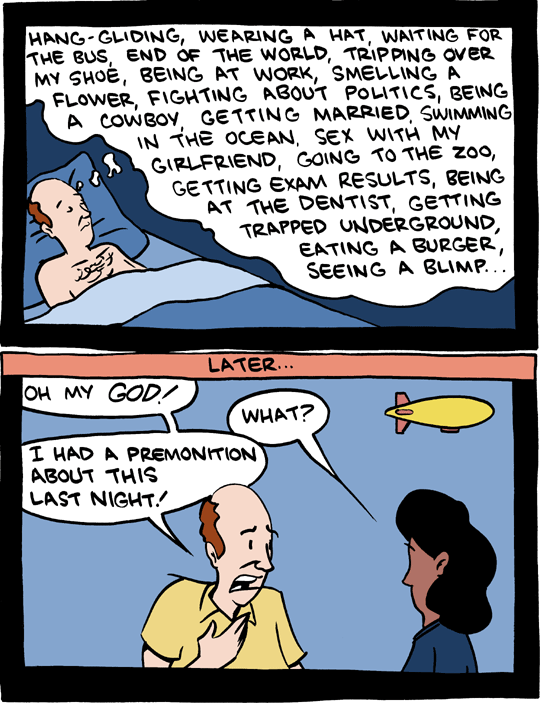 HANG-GLIDING, WEARING A HAT, WAITING FOR
THE BUS, END OF THE WORLD, TRIPPING OVER
MY SHOE, BEING AT WORK, SMELLING A
FLOWER, FIGHTING ABOUT POLITICS, BEING
A COWBOY, GETTING MARRIED, SWIMMING
IN THE OCEAN, SEX WITH MY
GIRLFRIEND, GOING TO THE ZOO,
GETTING EXAM RESULTS, BEING
AT THE DENTIST, GETTING
TRAPPED UNDERGROUND,
EATING A BURGER,
SEEING A BLIMP...
LATER...
OH MY GOD!
I HAD A PREMONITION
ABOUT THIS
LAST NIGHT!
WHAT?